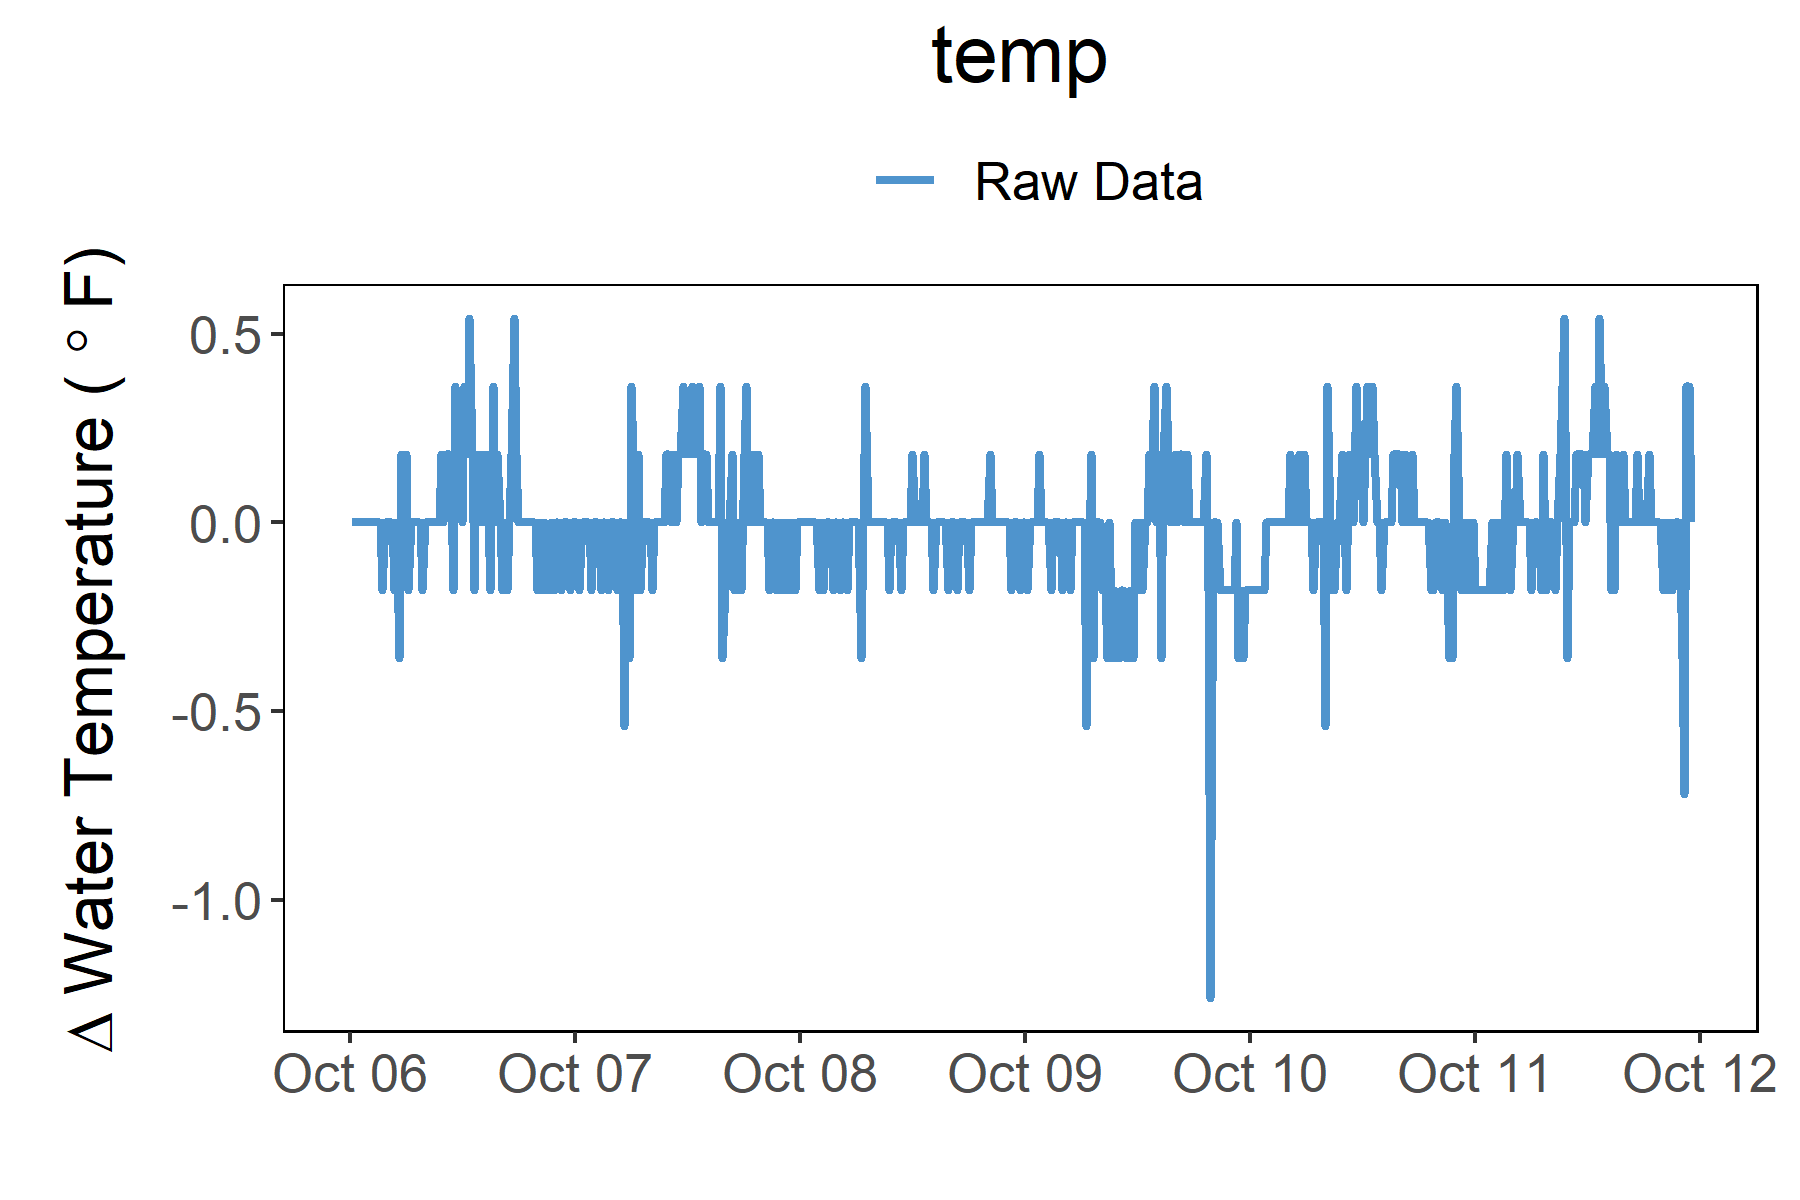 temp
Raw Data
Δ Water Temperature ( ° F)
0.5
0.0
-0.5
-1.0
Oct 06 Oct 07 Oct 08 Oct 09 Oct 10 Oct 11 Oct 12